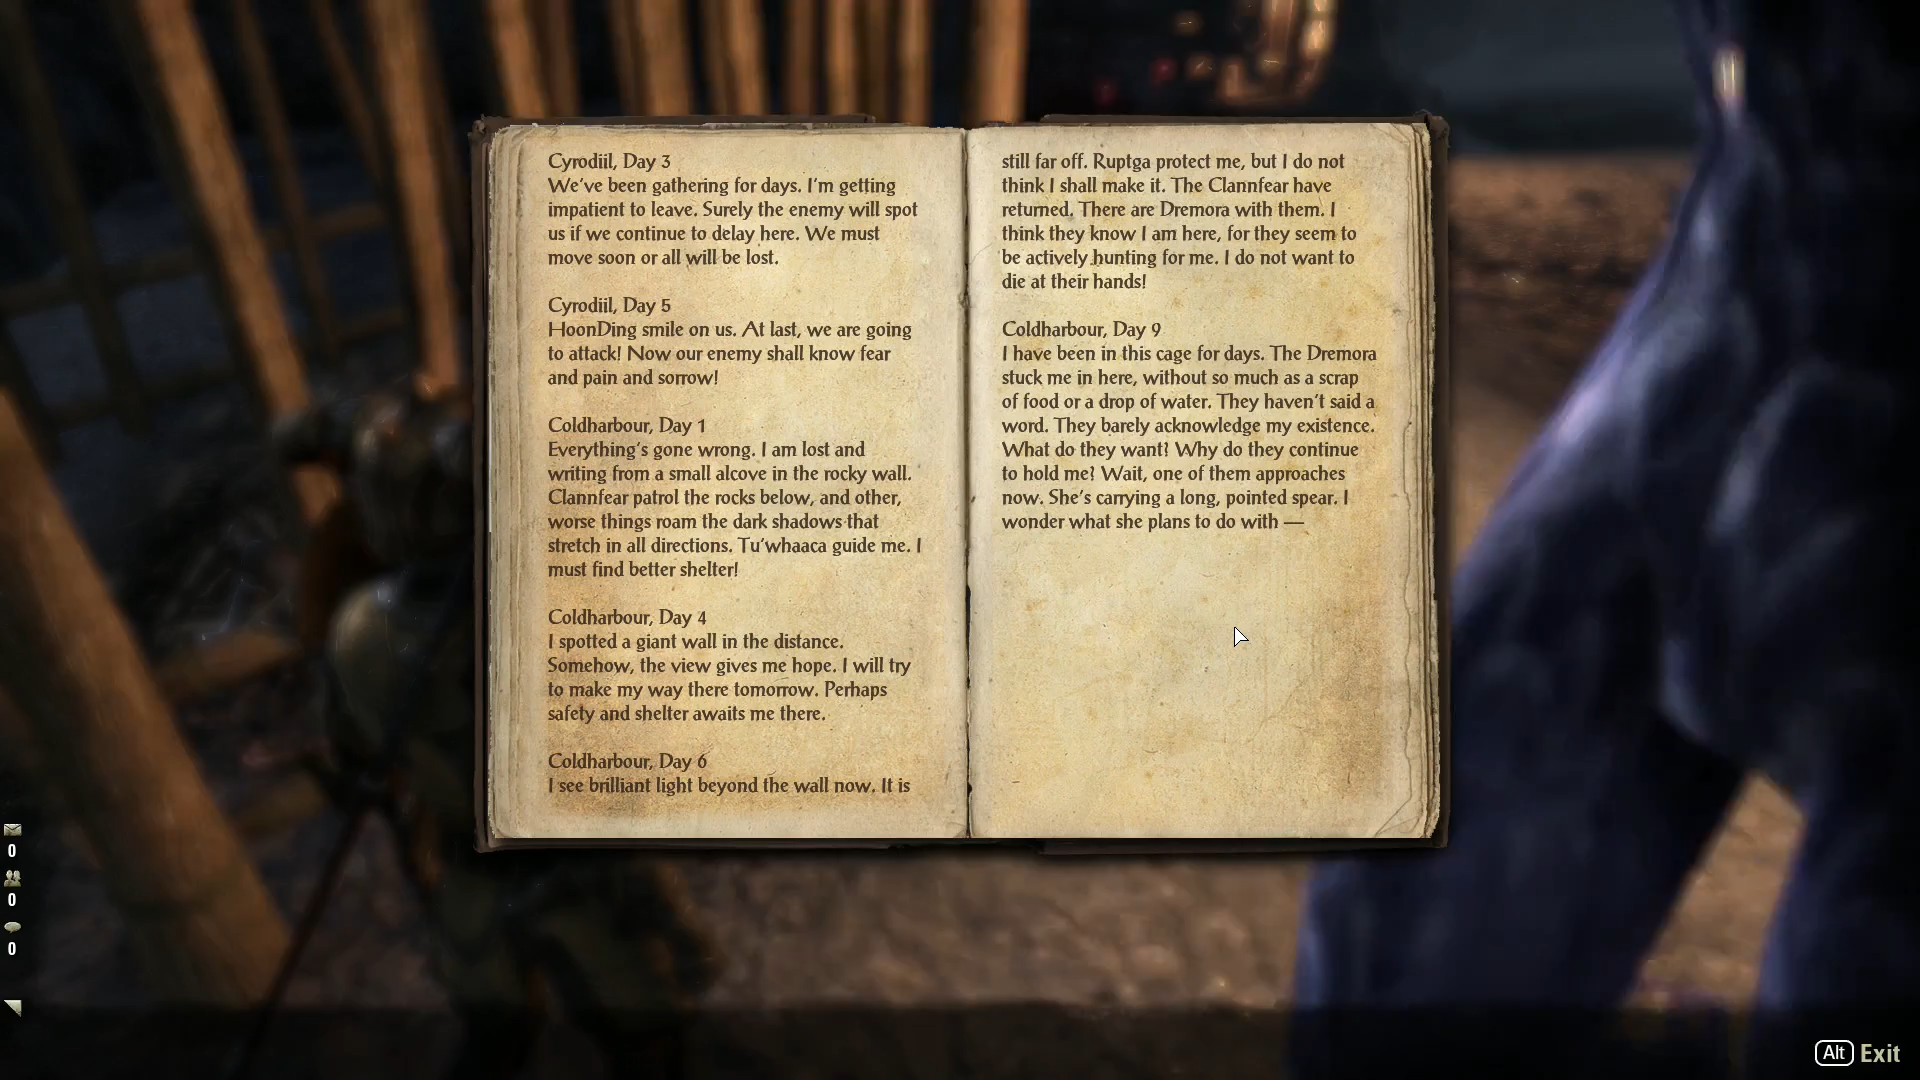 Cyrodiil, Day 3
We've been gathering for days. I'm getting
impatient to leave. Surely the enemy will spot
us if we continue to delay here. We must
move soon or all will be lost.
Cyrodiil, Day 5
HoonDing smile on us. At last, we are going
to attack! Now our enemy shall know fear
and pain and sorrow!
Coldharbour, Day 1
Everything's gone wrong. I am lost and
writing from a small alcove in the rocky wall.
Clannfear patrol the rocks below, and other,
worse things roam the dark shadows that
stretch in all directions. Tu'whaaca guide me. I
must find better shelter!
Coldharbour, Day 4
I spotted a giant wall in the distance.
Somehow, the view gives me hope. I will try
to make my way there tomorrow. Perhaps
safety and shelter awaits me there.
Coldharbour, Day 6
I see brilliant light beyond the wall now. It is
still far off. Ruptga protect me, but I do not
think I shall make it. The Clannfear have
returned. There are Dremora with them. I
think they know I am here, for they seem to
be actively hunting for me. I do not want to
die at their hands!
Coldharbour, Day 9
I have been in this cage for days. The Dremora
stuck me in here, without so much as a scrap
of food or a drop of water. They haven't said a
word. They barely acknowledge my existence.
What do they want? Why do they continue
to hold me? Wait, one of them approaches
now. She's carrying a long, pointed spear. I
wonder what she plans to do with —
0
0
0
Alt Exit